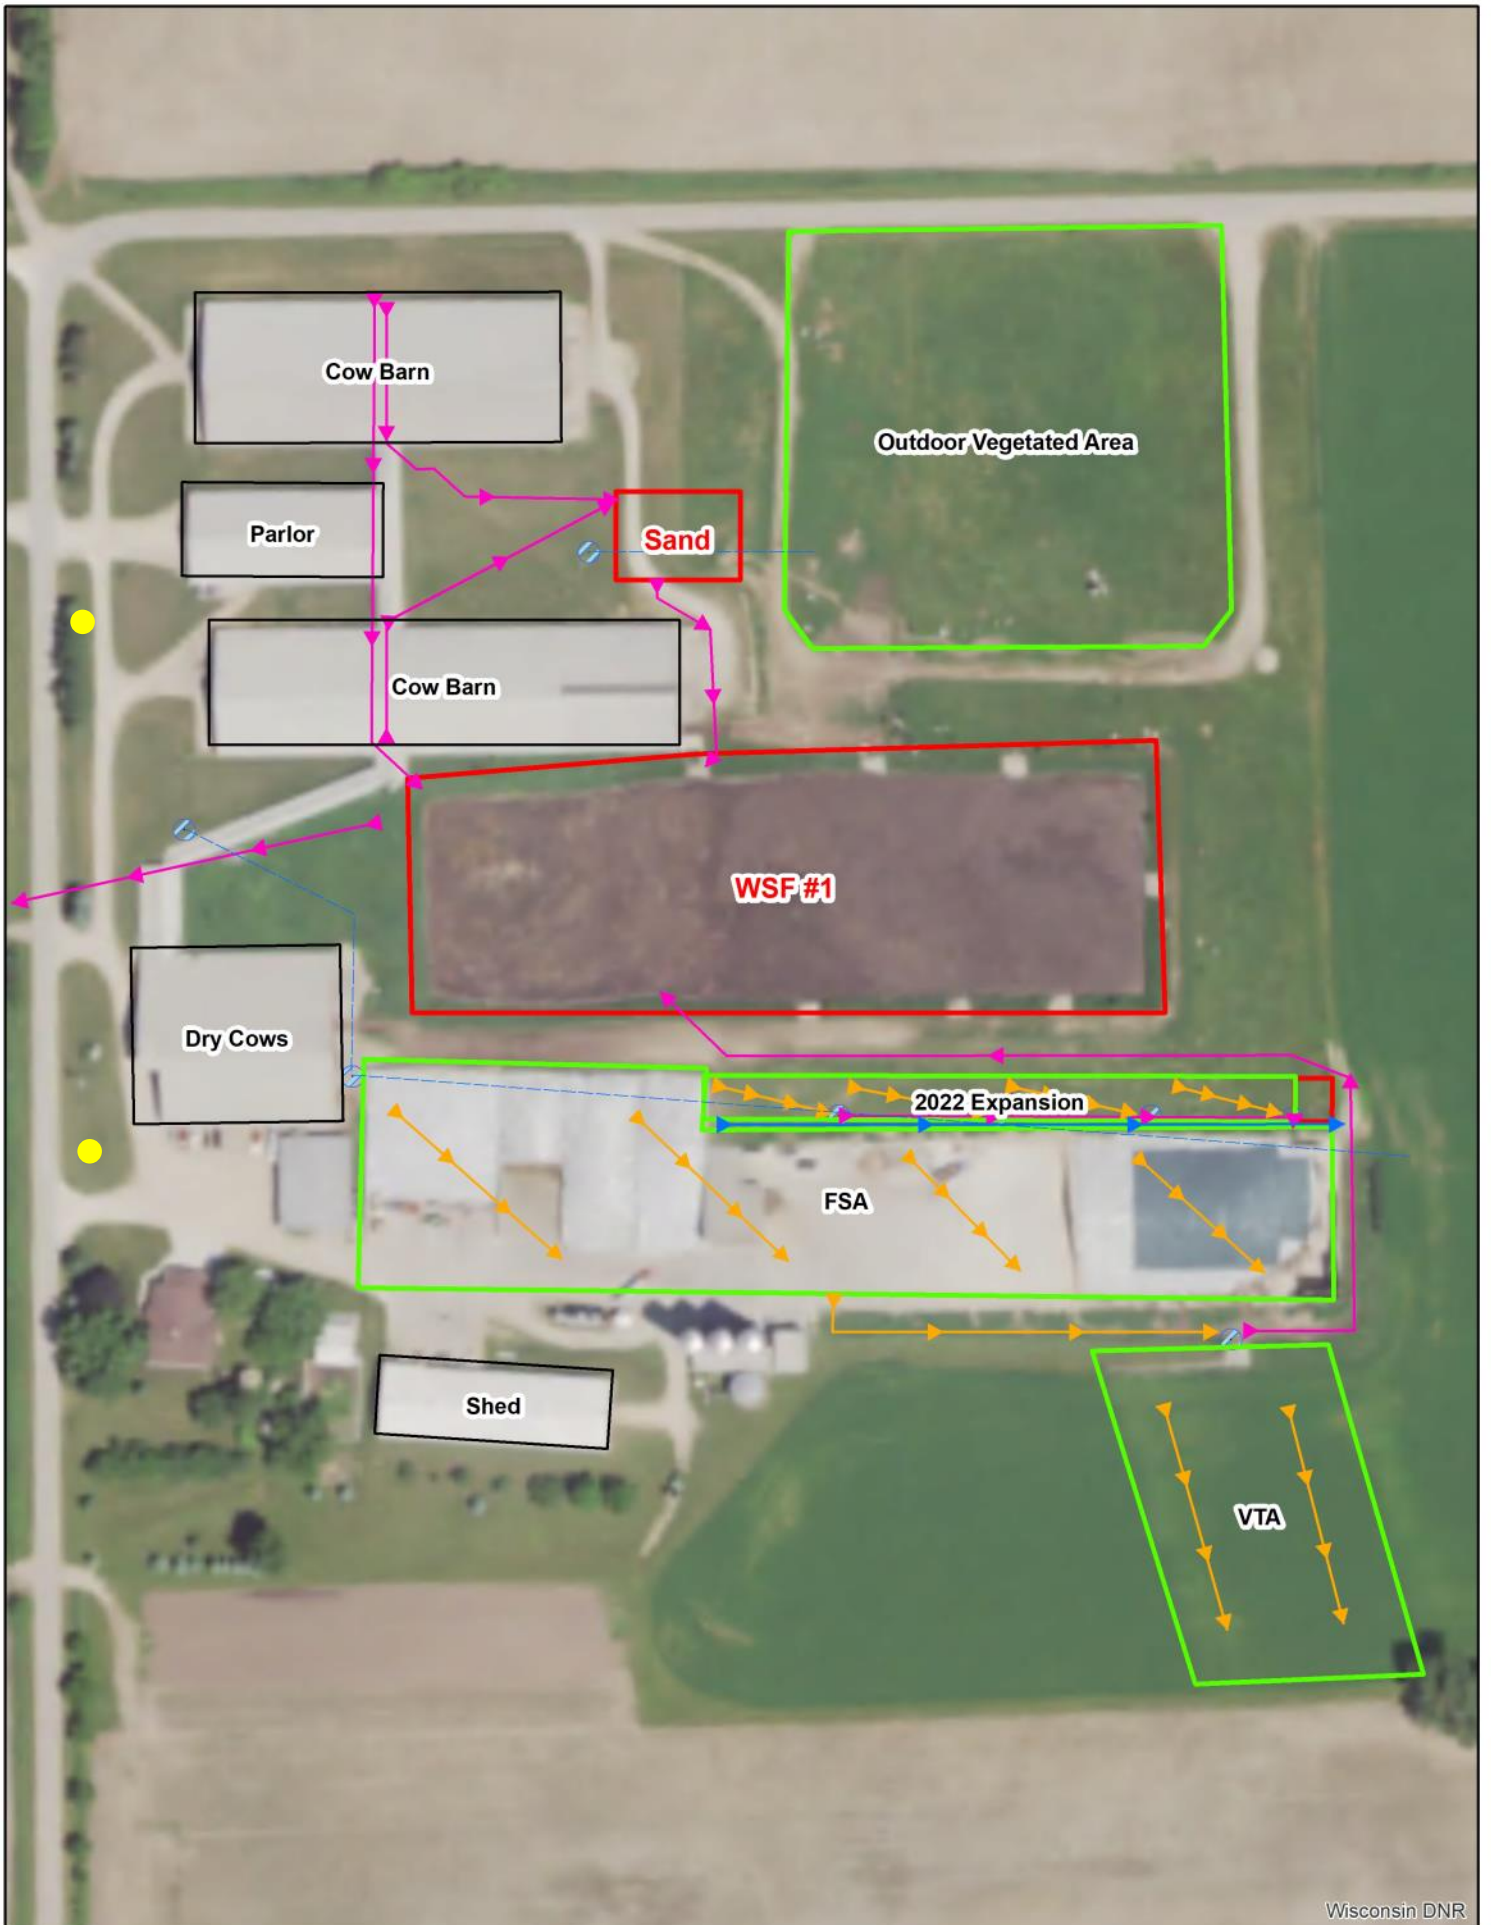 Cow Barn
Outdoor Vegetated Area
Parlor
Sand
Cow Barn
WSF #1
Dry Cows
2022 Expansion
FSA
Shed
VTA
Wisconsin DNR